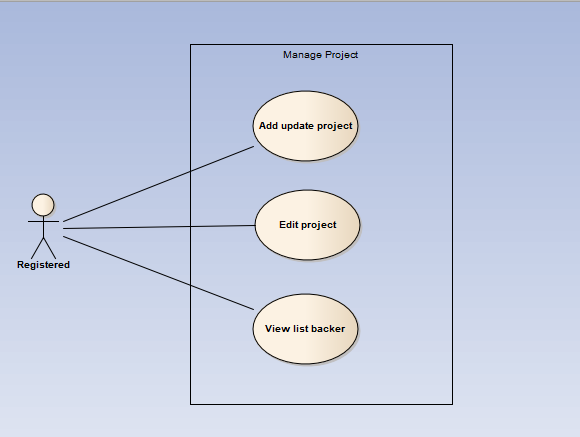 Manage Project
Add update project
Edit project
Registered
View list backer